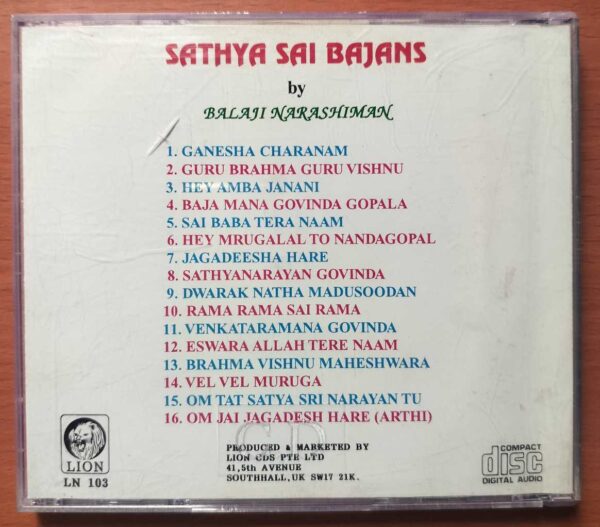 SATHYA SAI BAJANS
by
BALAJI NARASHIMAN
1. GANESHA CHARANAM
2. GURU BRAHMA GURU VISHNU
3. HEY AMBA JANANI
4. BAJA MANA GOVINDA GOPALA
5. SAI BABA TERA NAAM
6. HEY MRUGALAL TO NANDAGOPAL
7. JAGADEESHA HARE
8. SATHYANARAYAN GOVINDA
9. DWARAK NATHA MADUSOODAN
10. RAMA RAMA SAI RAMA
11. VENKATARAMANA GOVINDA
12. ESWARA ALLAH TERE NAAM
13. BRAHMA VISHNU MAHESHWARA
14. VEL VEL MURUGA
15. OM TAT SATYA SRI NARAYAN TU
16. OM JAI JAGADESH HARE (ARTHI)
LION
LN 103
PRODUCED & MARKETED BY
LION CDS PTE LTD
41,5th AVENUE
SOUTHHALL,UK SW17 21K.
COMPACT
disc
DIGITAL AUDIO